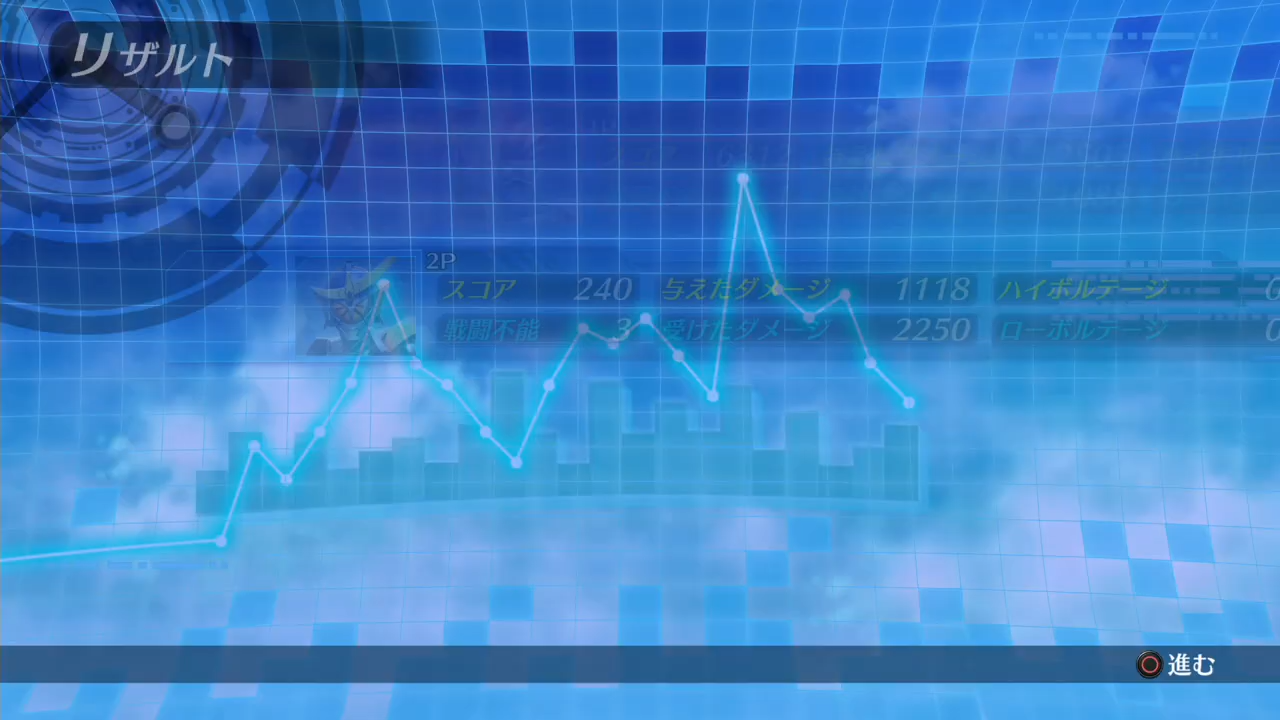 リザルト
2P
スコア 240 与えたダメージ 1118 ハイボルテージ
戦闘不能 3 受けたダメージ 2250 ローボルテージ
進む